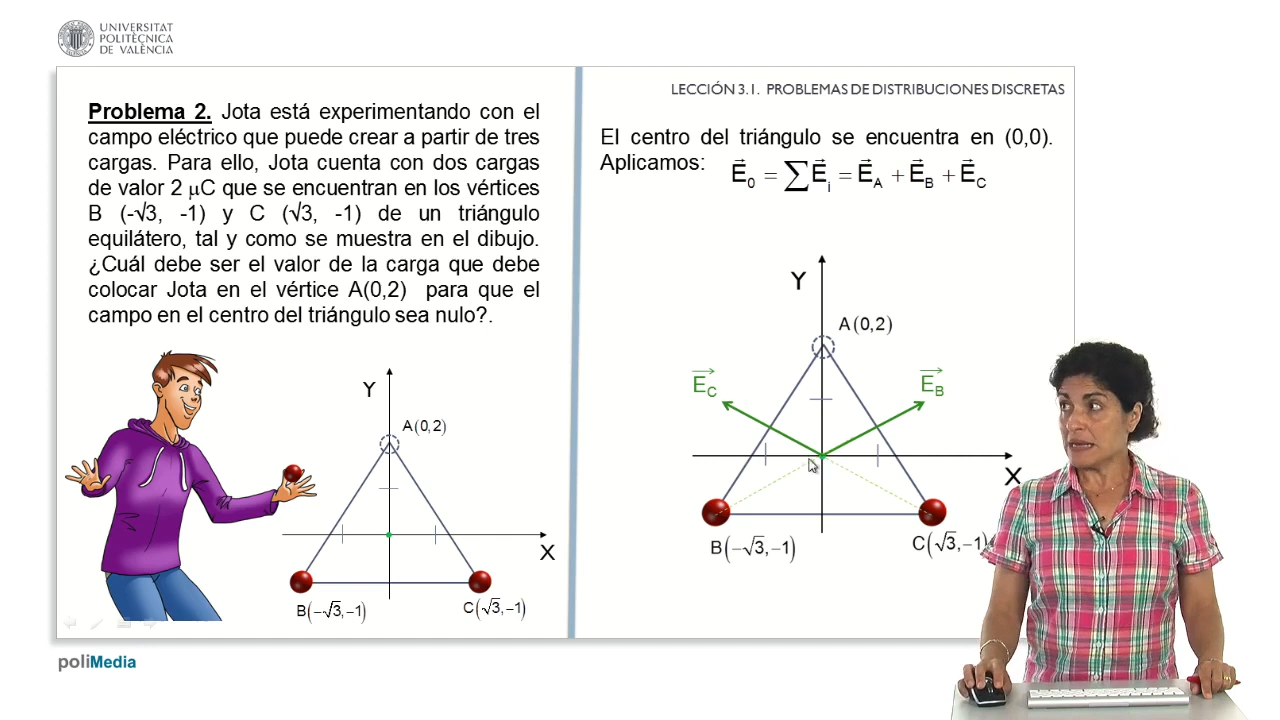 UNIVERSITAT
POLITÈCNICA
DE VALÈNCIA
Problema 2. Jota está experimentando con el
campo eléctrico que puede crear a partir de tres
cargas. Para ello, Jota cuenta con dos cargas
de valor 2 μC que se encuentran en los vértices
B (-√3, -1) y C (√3, -1) de un triángulo
equilátero, tal y como se muestra en el dibujo.
¿Cuál debe ser el valor de la carga que debe
colocar Jota en el vértice A(0,2) para que el
campo en el centro del triángulo sea nulo?.
Y
A(0,2)
X
B(−√3,−1)
C(√3,−1)
LECCIÓN 3.1. PROBLEMAS DE DISTRIBUCIONES DISCRETAS
El centro del triángulo se encuentra en (0,0).
Aplicamos: E⃗₀ = ∑E⃗ᵢ = E⃗_A + E⃗_B + E⃗_C
Y
A(0,2)
E⃗_C
E⃗_B
X
B(−√3,−1)
C(√3,−1)
poliMedia